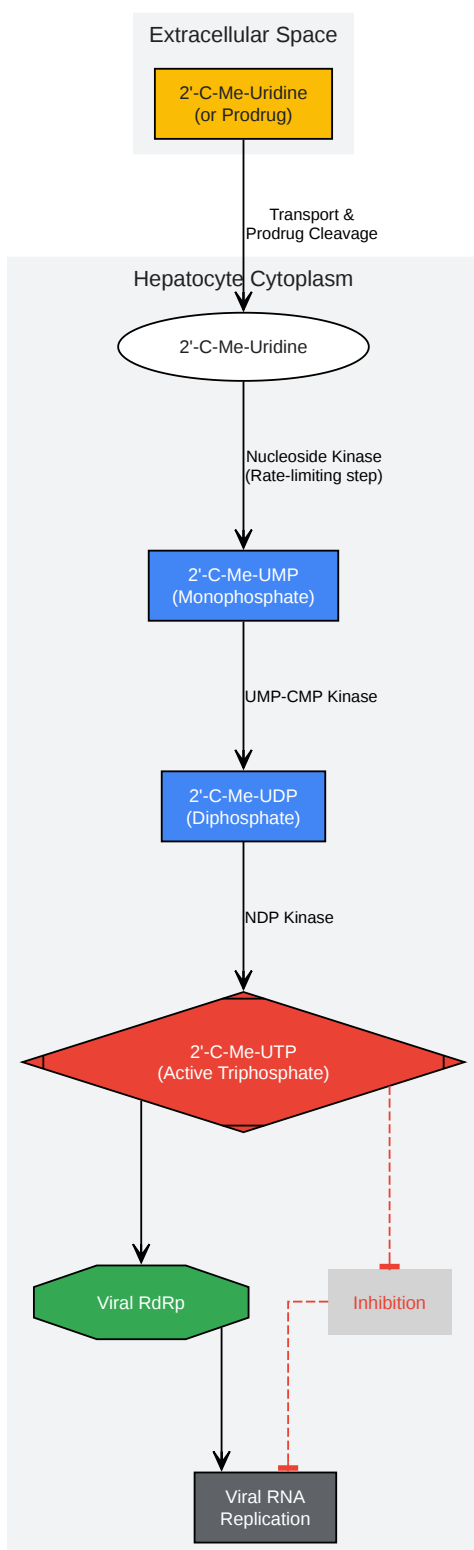 Extracellular Space
2'-C-Me-Uridine
(or Prodrug)
Transport &
Prodrug Cleavage
Hepatocyte Cytoplasm
2'-C-Me-Uridine
Nucleoside Kinase
(Rate-limiting step)
2'-C-Me-UMP
(Monophosphate)
UMP-CMP Kinase
2'-C-Me-UDP
(Diphosphate)
NDP Kinase
2'-C-Me-UTP
(Active Triphosphate)
Viral RdRp
Inhibition
Viral RNA
Replication